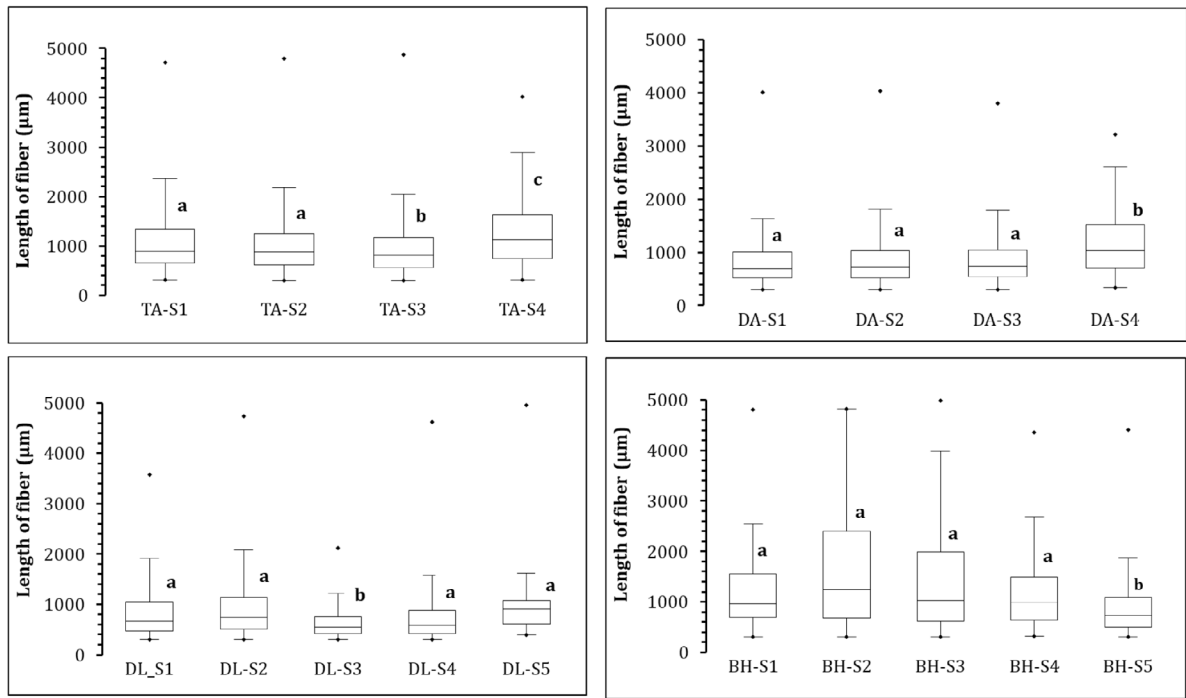 Length of fiber (µm)
5000
4000
3000
2000
1000
0
a
a
b
c
TA-S1 TA-S2 TA-S3 TA-S4
Length of fiber (µm)
5000
4000
3000
2000
1000
0
a
a
a
b
DA-S1 DA-S2 DA-S3 DA-S4
Length of fiber (µm)
5000
4000
3000
2000
1000
0
a
a
b
a
a
DL_S1 DL-S2 DL-S3 DL-S4 DL-S5
Length of fiber (µm)
5000
4000
3000
2000
1000
0
a
a
a
a
b
BH-S1 BH-S2 BH-S3 BH-S4 BH-S5